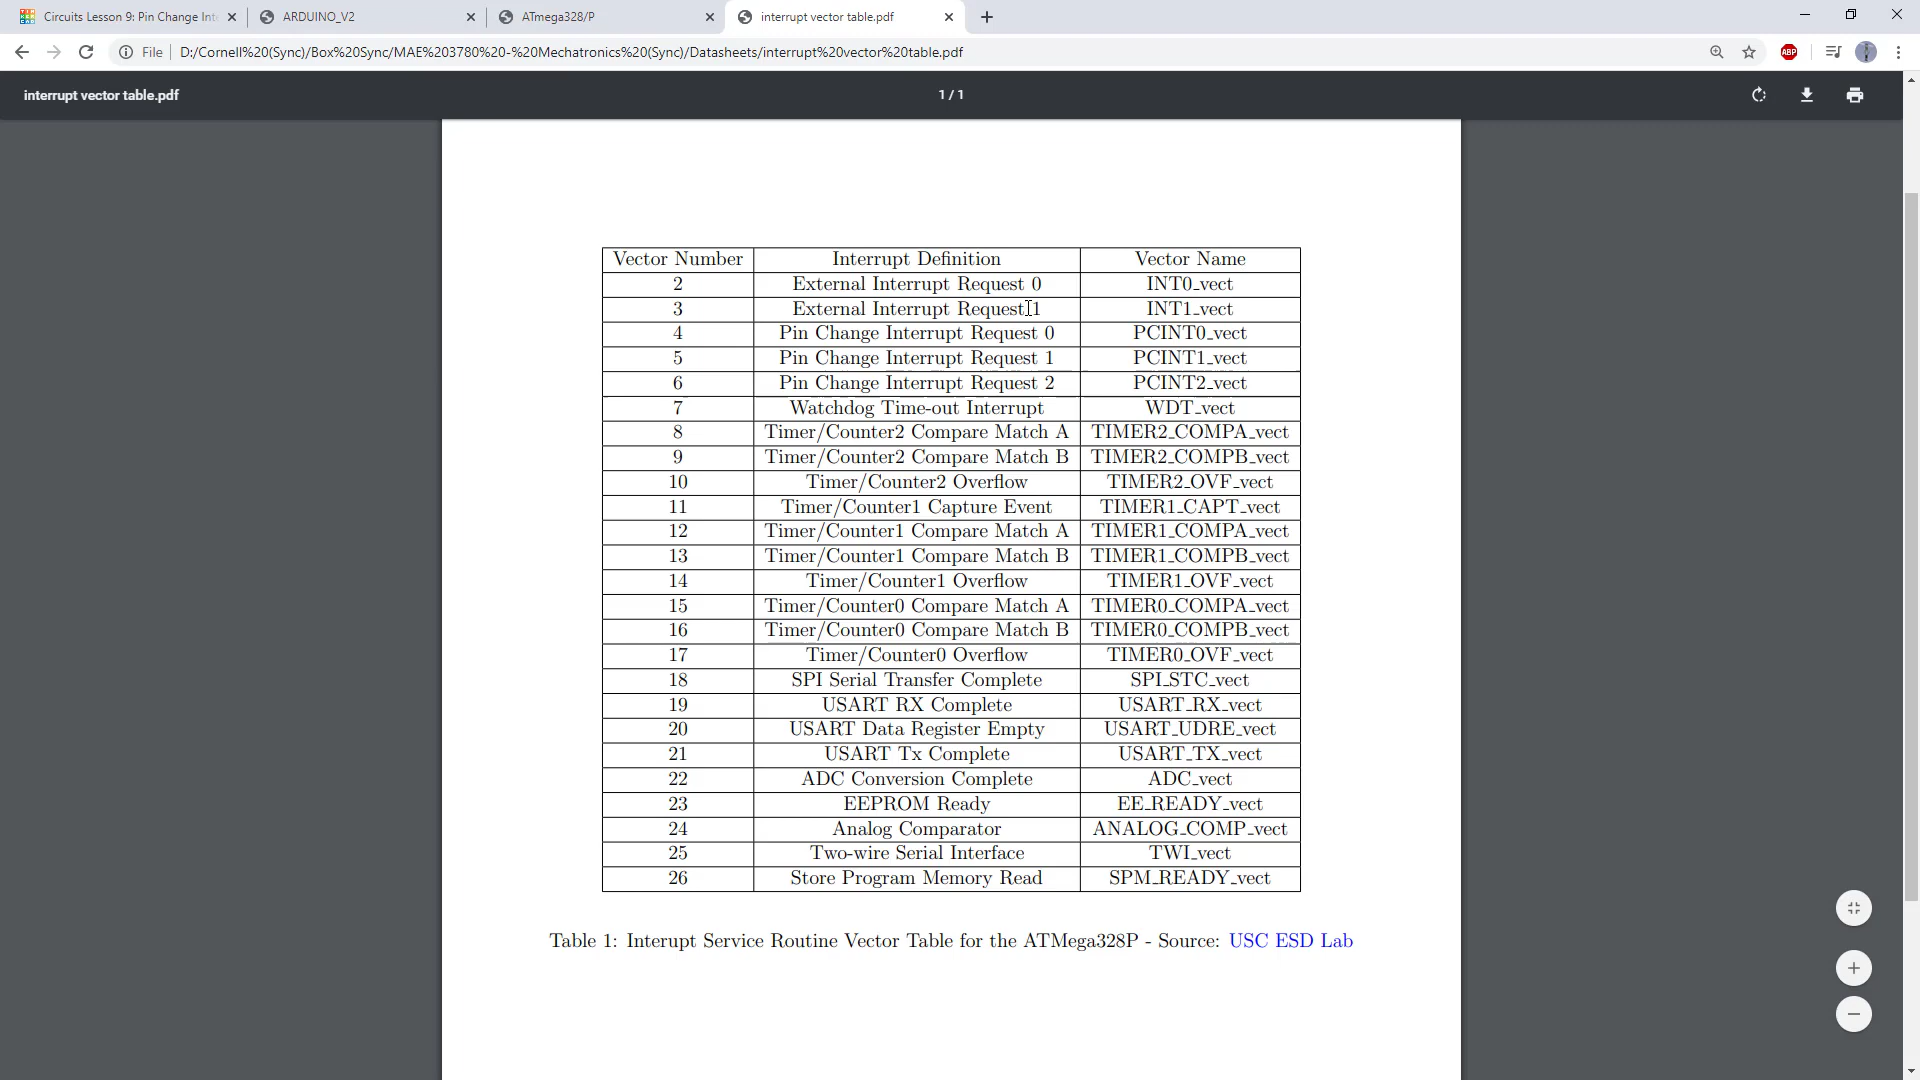 Circuits Lesson 9: Pin Change Int
ARDUINO_V2
ATmega328/P
interrupt vector table.pdf
File D:/Cornell%20(Sync)/Box%20Sync/MAE%203780%20-%20Mechatronics%20(Sync)/Datasheets/interrupt%20vector%20table.pdf
ABP
interrupt vector table.pdf
1 / 1
Vector Number Interrupt Definition Vector Name
2 External Interrupt Request 0 INT0_vect
3 External Interrupt Request 1 INT1_vect
4 Pin Change Interrupt Request 0 PCINT0_vect
5 Pin Change Interrupt Request 1 PCINT1_vect
6 Pin Change Interrupt Request 2 PCINT2_vect
7 Watchdog Time-out Interrupt WDT_vect
8 Timer/Counter2 Compare Match A TIMER2_COMPA_vect
9 Timer/Counter2 Compare Match B TIMER2_COMPB_vect
10 Timer/Counter2 Overflow TIMER2_OVF_vect
11 Timer/Counter1 Capture Event TIMER1_CAPT_vect
12 Timer/Counter1 Compare Match A TIMER1_COMPA_vect
13 Timer/Counter1 Compare Match B TIMER1_COMPB_vect
14 Timer/Counter1 Overflow TIMER1_OVF_vect
15 Timer/Counter0 Compare Match A TIMER0_COMPA_vect
16 Timer/Counter0 Compare Match B TIMER0_COMPB_vect
17 Timer/Counter0 Overflow TIMER0_OVF_vect
18 SPI Serial Transfer Complete SPI_STC_vect
19 USART RX Complete USART_RX_vect
20 USART Data Register Empty USART_UDRE_vect
21 USART Tx Complete USART_TX_vect
22 ADC Conversion Complete ADC_vect
23 EEPROM Ready EE_READY_vect
24 Analog Comparator ANALOG_COMP_vect
25 Two-wire Serial Interface TWI_vect
26 Store Program Memory Read SPM_READY_vect
Table 1: Interupt Service Routine Vector Table for the ATMega328P - Source: USC ESD Lab